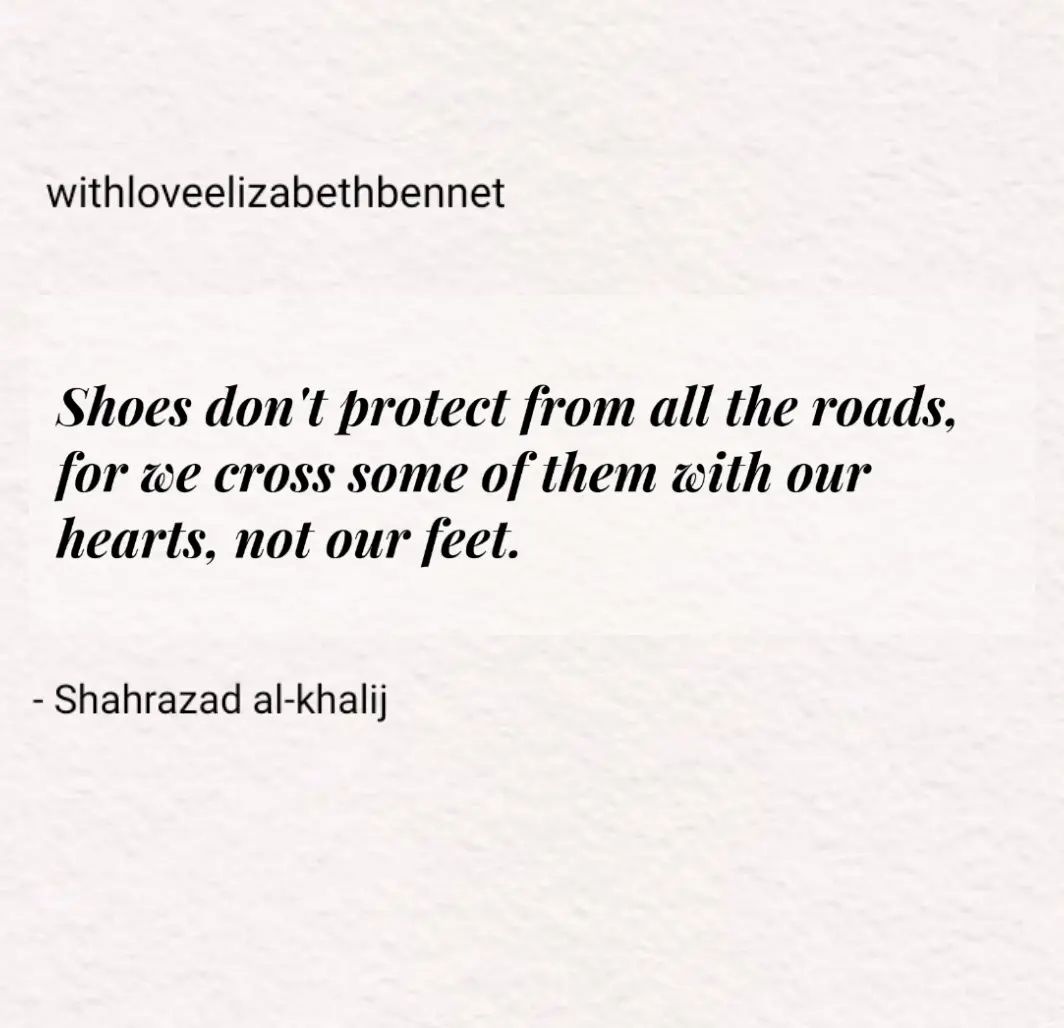 withloveelizabethbennet
Shoes don't protect from all the roads,
for we cross some of them with our
hearts, not our feet.
- Shahrazad al-khalij